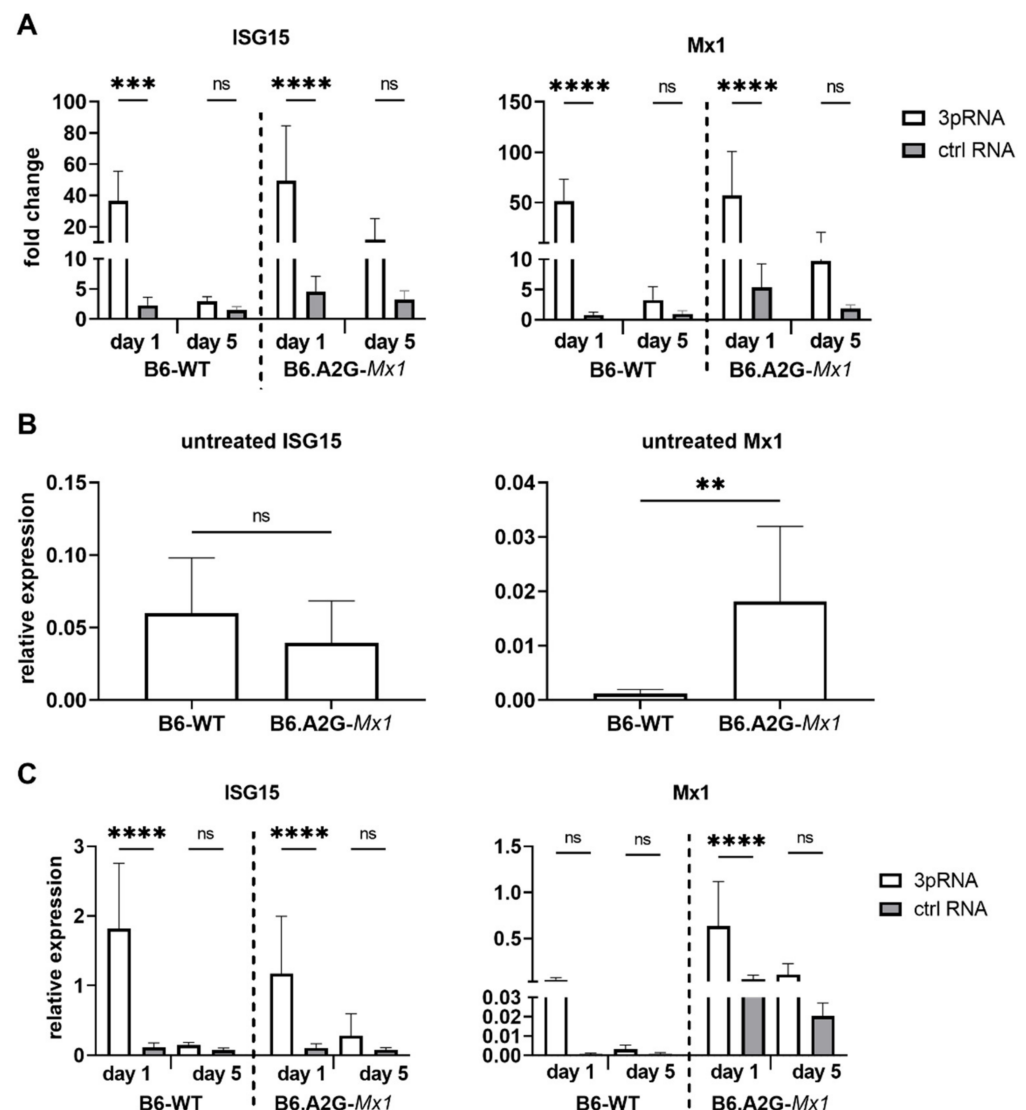 A
ISG15
Mx1
*** ns **** ns
**** ns **** ns
fold change
100
80
60
40
20
10
5
0
150
100
50
10
5
0
3pRNA
ctrl RNA
day 1 day 5 day 1 day 5
B6-WT B6.A2G-Mx1
day 1 day 5 day 1 day 5
B6-WT B6.A2G-Mx1
B
untreated ISG15
untreated Mx1
relative expression
0.15
0.10
0.05
0.00
ns
B6-WT B6.A2G-Mx1
0.04
0.03
0.02
0.01
0.00
**
B6-WT B6.A2G-Mx1
C
ISG15
Mx1
**** ns **** ns
ns ns **** ns
relative expression
3
2
1
0
1.5
1.0
0.5
0.03
0.02
0.01
0.00
3pRNA
ctrl RNA
day 1 day 5 day 1 day 5
B6-WT B6.A2G-Mx1
day 1 day 5 day 1 day 5
B6-WT B6.A2G-Mx1